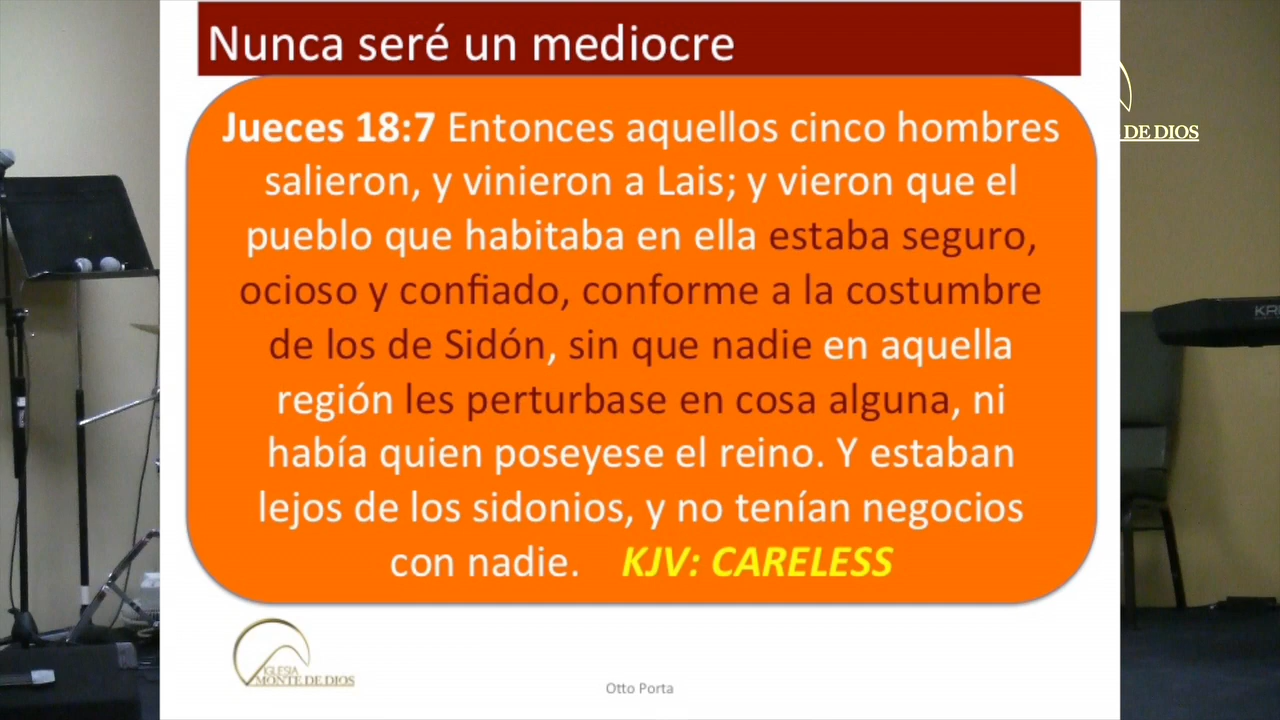 Nunca seré un mediocre
Jueces 18:7 Entonces aquellos cinco hombres
salieron, y vinieron a Lais; y vieron que el
pueblo que habitaba en ella estaba seguro,
ocioso y confiado, conforme a la costumbre
de los de Sidón, sin que nadie en aquella
región les perturbase en cosa alguna, ni
había quien poseyese el reino. Y estaban
lejos de los sidonios, y no tenían negocios
con nadie. KJV: CARELESS
DE DIOS
IGLESIA
MONTE DE DIOS
Otto Porta